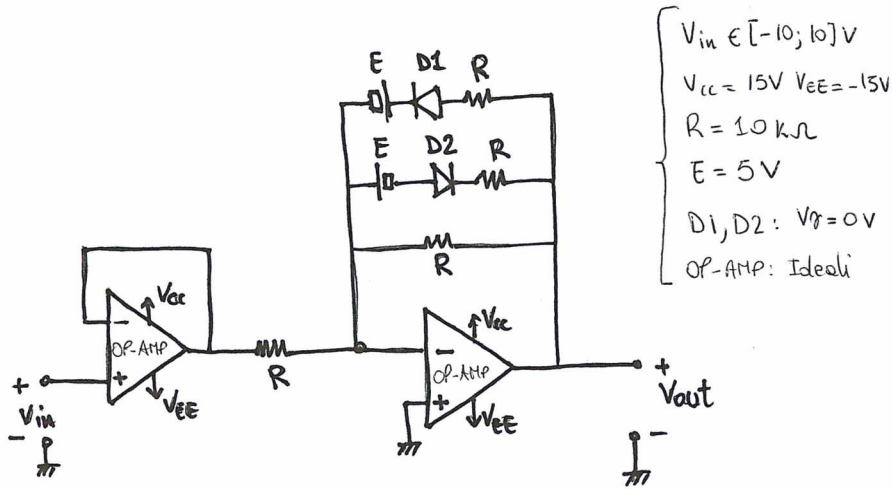 E D1 R
E D2 R
R
Vcc
OP-AMP
VEE
R
Vcc
OP-AMP
VEE
+
Vin
-
+
Vout
-
Vin ∈ [-10; 10] V
Vcc = 15V VEE = -15V
R = 10 kΩ
E = 5 V
D1, D2: Vγ = 0 V
OP-AMP: Ideali